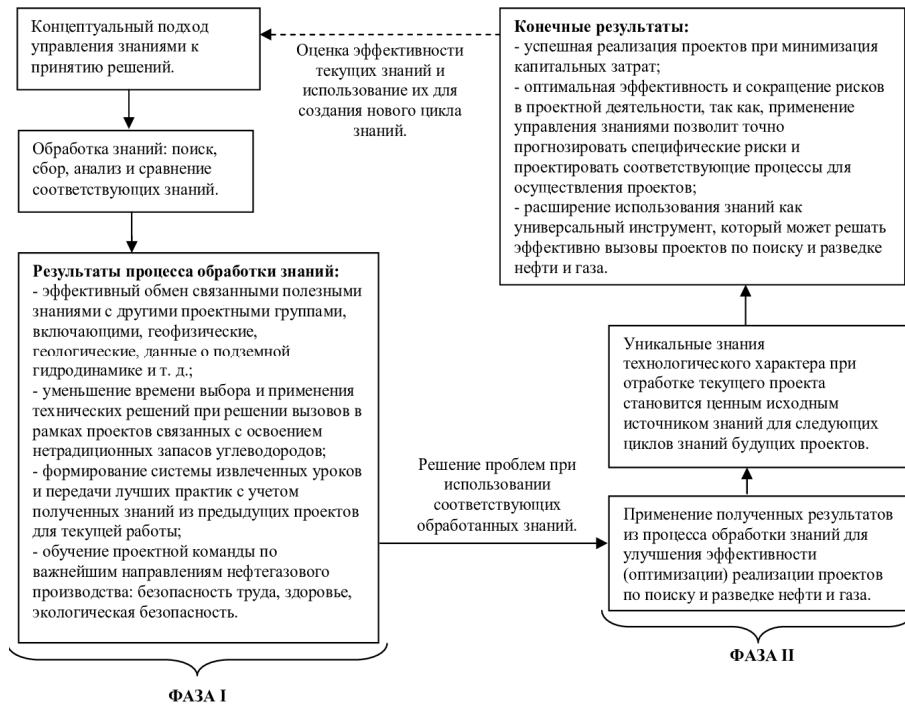 Концептуальный подход
управления знаниями к
принятию решений.
Оценка эффективности
текущих знаний и
использование их для
создания нового цикла
знаний.
Обработка знаний: поиск,
сбор, анализ и сравнение
соответствующих знаний.
Результаты процесса обработки знаний:
- эффективный обмен связанными полезными
знаниями с другими проектными группами,
включающими, геофизические,
геологические, данные о подземной
гидродинамике и т. д.;
- уменьшение времени выбора и применения
технических решений при решении вызовов в
рамках проектов связанных с освоением
нетрадиционных запасов углеводородов;
- формирование системы извлеченных уроков
и передачи лучших практик с учетом
полученных знаний из предыдущих проектов
для текущей работы;
- обучение проектной команды по
важнейшим направлениям нефтегазового
производства: безопасность труда, здоровье,
экологическая безопасность.
ФАЗА I
Решение проблем при
использовании
соответствующих
обработанных знаний.
Конечные результаты:
- успешная реализация проектов при минимизация
капитальных затрат;
- оптимальная эффективность и сокращение рисков
в проектной деятельности, так как, применение
управления знаниями позволит точно
прогнозировать специфические риски и
проектировать соответствующие процессы для
осуществления проектов;
- расширение использования знаний как
универсальный инструмент, который может решать
эффективно вызовы проектов по поиску и разведке
нефти и газа.
Уникальные знания
технологического характера при
отработке текущего проекта
становится ценным исходным
источником знаний для следующих
циклов знаний будущих проектов.
Применение полученных результатов
из процесса обработки знаний для
улучшения эффективности
(оптимизации) реализации проектов
по поиску и разведке нефти и газа.
ФАЗА II